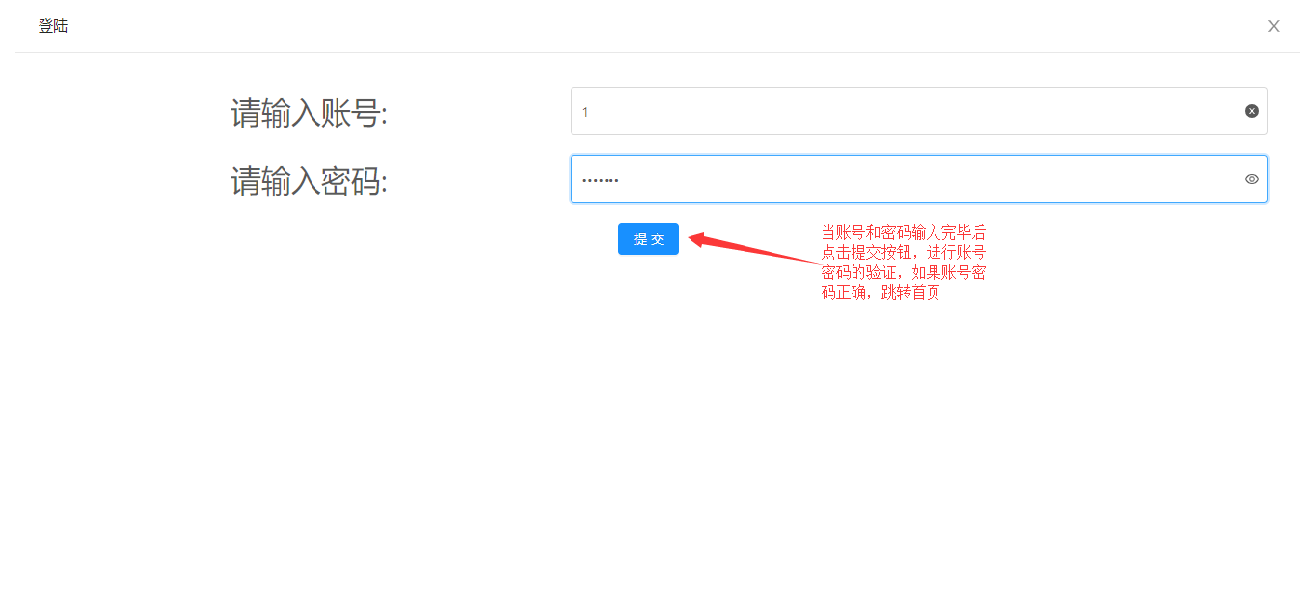 登陆
请输入账号:
1
请输入密码:
•••••••
提 交
当账号和密码输入完毕后
点击提交按钮，进行账号
密码的验证，如果账号密
码正确，跳转首页